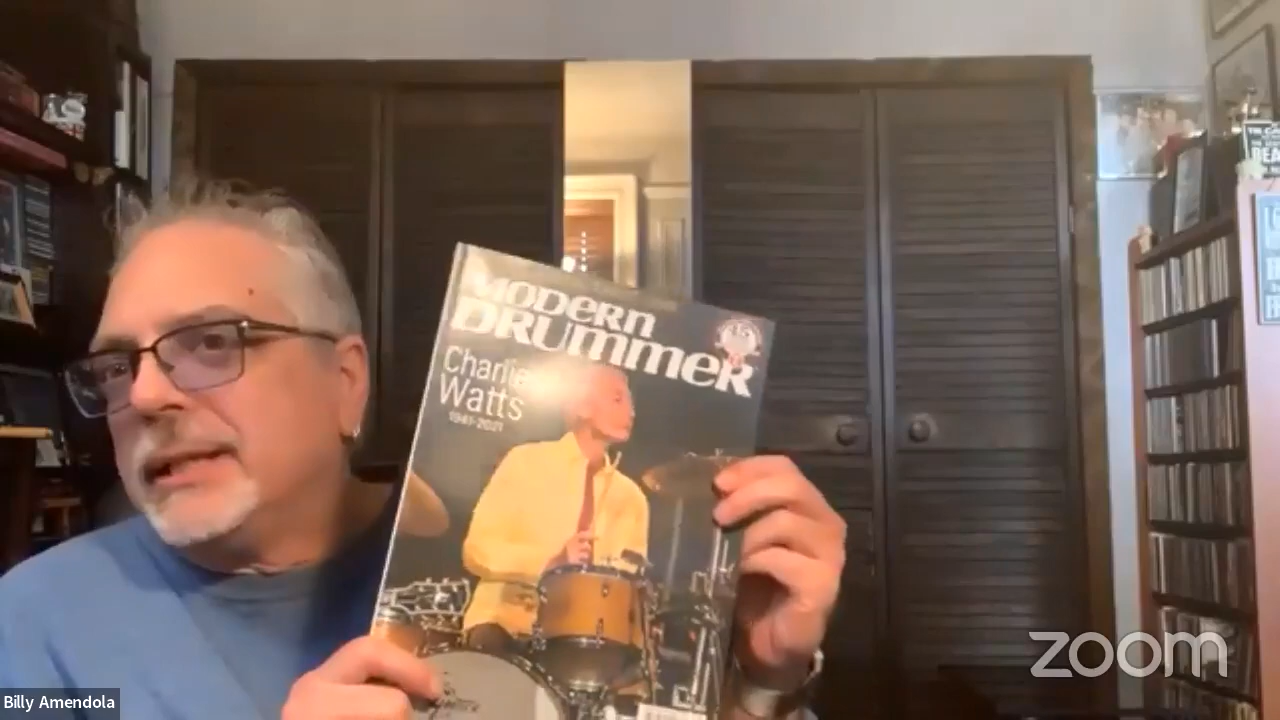 MODERN
DRUMMER
Charlie
Watts
1941-2021
zoom
Billy Amendola